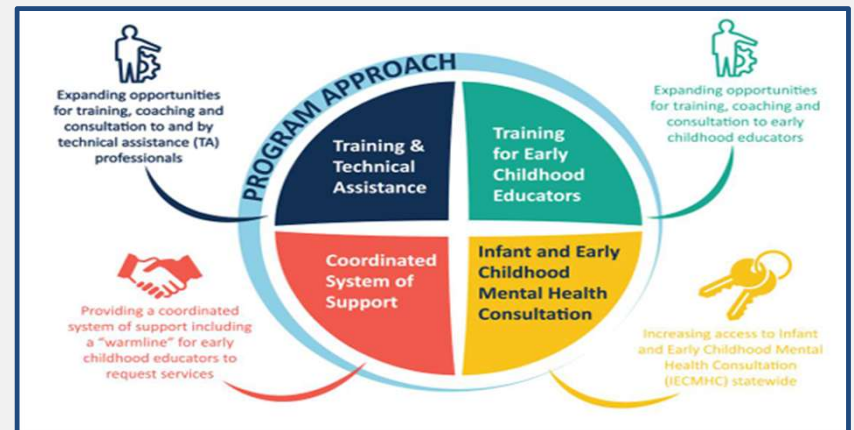 Expanding opportunities
for training, coaching and
consultation to and by
technical assistance (TA)
professionals
PROGRAM APPROACH
Training &
Technical
Assistance
Training
for Early
Childhood
Educators
Expanding opportunities
for training, coaching and
consultation to early
childhood educators
Providing a coordinated
system of support including
a "warmline" for early
childhood educators to
request services
Coordinated
System of
Support
Infant and Early
Childhood
Mental Health
Consultation
Increasing access to Infant
and Early Childhood Mental
Health Consultation
(IECMHC) statewide